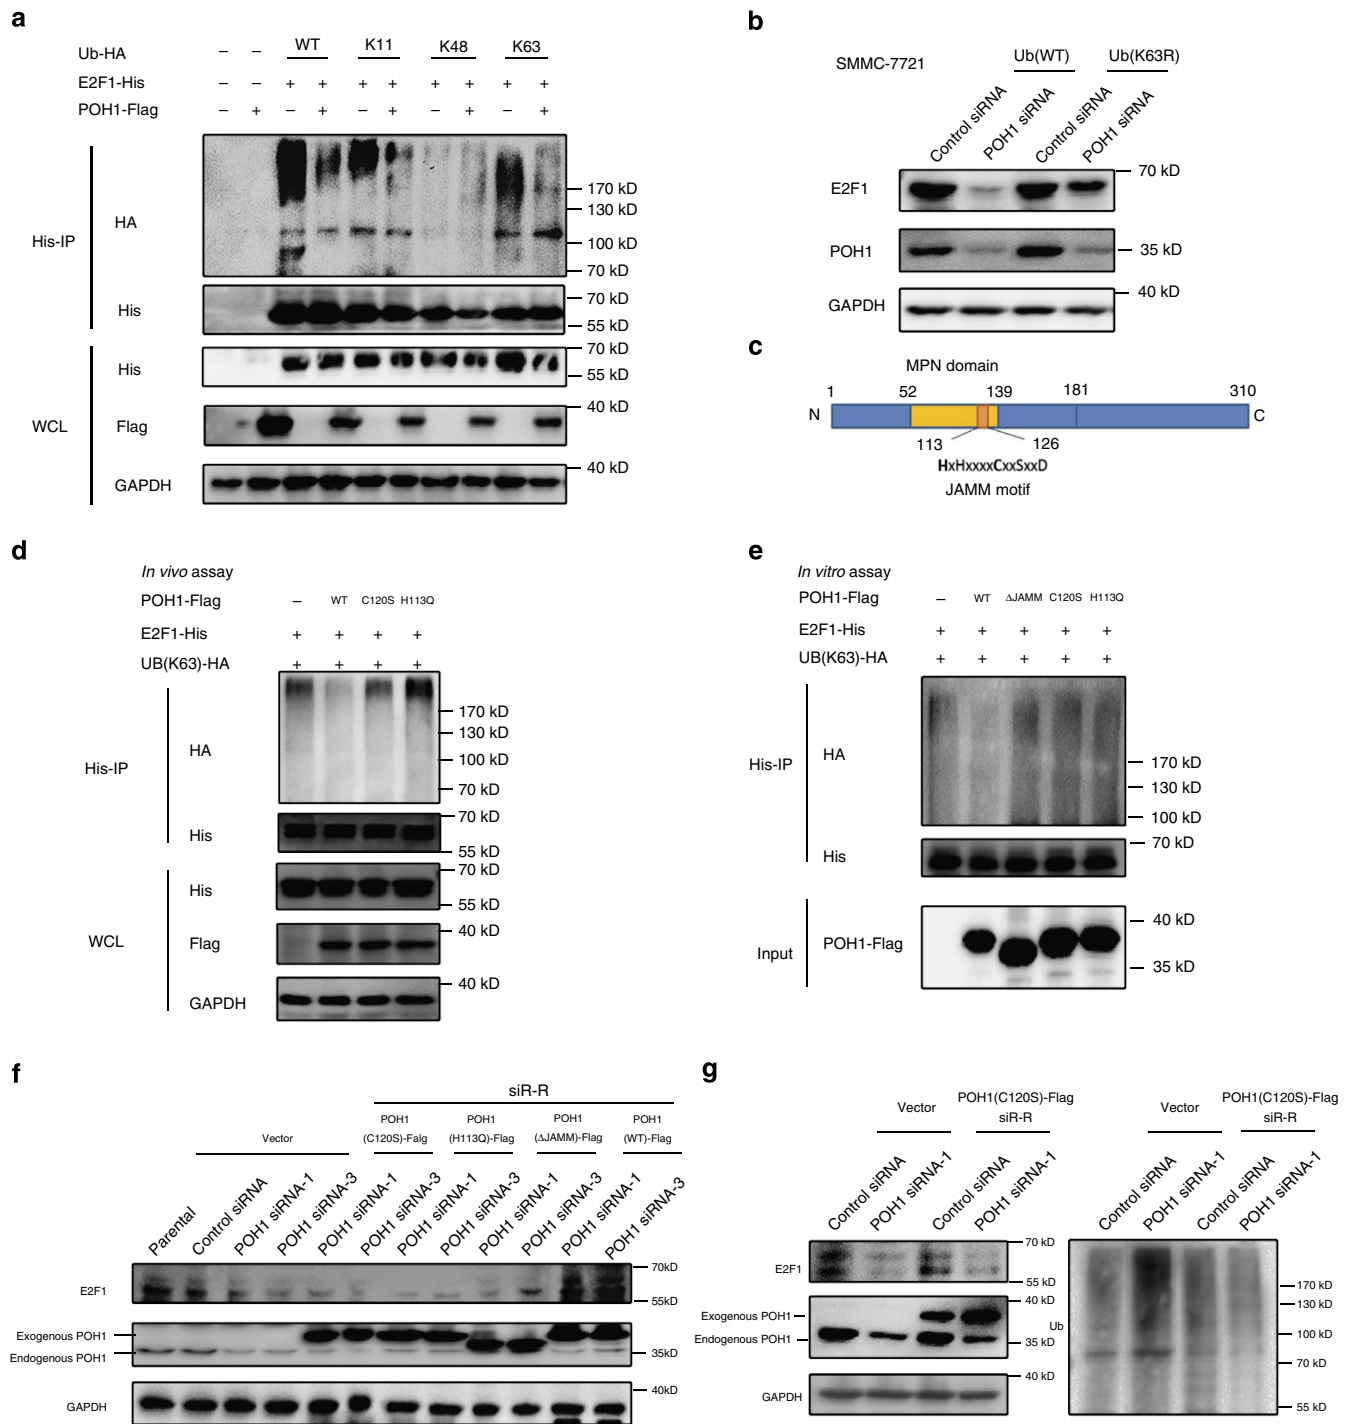 a
Ub-HA – – WT K11 K48 K63
E2F1-His – – + + + + + + + +
POH1-Flag – + – + – + – + – +
His-IP
HA
170 kD
130 kD
100 kD
70 kD
His
70 kD
55 kD
WCL
His
70 kD
55 kD
Flag
40 kD
GAPDH
40 kD
b
SMMC-7721
Ub(WT) Ub(K63R)
Control siRNA POH1 siRNA Control siRNA POH1 siRNA
E2F1
70 kD
POH1
35 kD
GAPDH
40 kD
c
MPN domain
1 52 139 181 310
N C
113 126
HxHxxxxCxxSxxD
JAMM motif
d
In vivo assay
POH1-Flag – WT C120S H113Q
E2F1-His + + + +
UB(K63)-HA + + + +
His-IP
HA
170 kD
130 kD
100 kD
70 kD
His
70 kD
55 kD
WCL
His
70 kD
55 kD
Flag
40 kD
GAPDH
40 kD
e
In vitro assay
POH1-Flag – WT ΔJAMM C120S H113Q
E2F1-His + + + + +
UB(K63)-HA + + + + +
His-IP
HA
170 kD
130 kD
100 kD
His
70 kD
Input
POH1-Flag
40 kD
35 kD
f
siR-R
Vector
POH1 (C120S)-Falg
POH1 (H113Q)-Flag
POH1 (ΔJAMM)-Flag
POH1 (WT)-Flag
Parental Control siRNA POH1 siRNA-1 POH1 siRNA-3 POH1 siRNA-1 POH1 siRNA-3 POH1 siRNA-1 POH1 siRNA-3 POH1 siRNA-1 POH1 siRNA-3 POH1 siRNA-1 POH1 siRNA-3
E2F1
70kD
55kD
Exogenous POH1
Endogenous POH1
35kD
GAPDH
40kD
g
Vector
POH1(C120S)-Flag
siR-R
Control siRNA POH1 siRNA-1 Control siRNA POH1 siRNA-1
E2F1
70 kD
55 kD
Exogenous POH1
Endogenous POH1
40 kD
35 kD
GAPDH
40 kD
Vector
POH1(C120S)-Flag
siR-R
Control siRNA POH1 siRNA-1 Control siRNA POH1 siRNA-1
Ub
170 kD
130 kD
100 kD
70 kD
55 kD